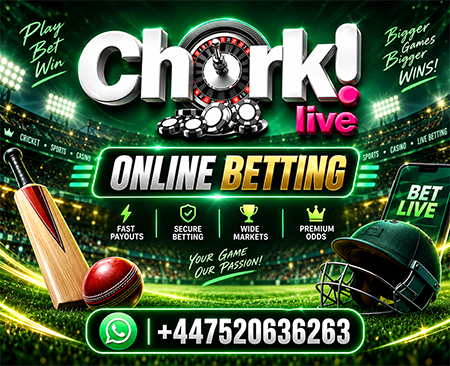 Play
Bet
Win
Chork!
live
Bigger
Games
Bigger
WINS!
CRICKET • SPORTS • CASINO
SPORTS • CASINO • LIVE BETTING
ONLINE BETTING
FAST
PAYOUTS
SECURE
BETTING
WIDE
MARKETS
PREMIUM
ODDS
BET
LIVE
Your Game
Our Passion!
+447520636263